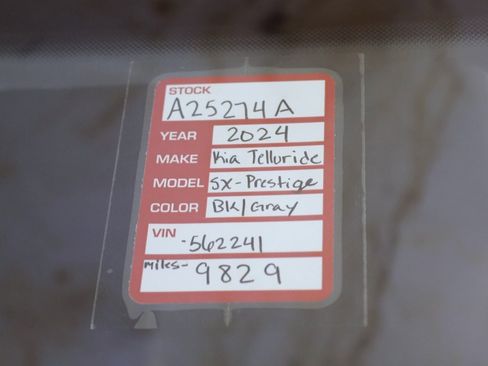 STOCK
A25274A
YEAR 2024
MAKE Kia Telluride
MODEL SX-Prestige
COLOR BK/Gray
VIN
-562241
miles- 9829